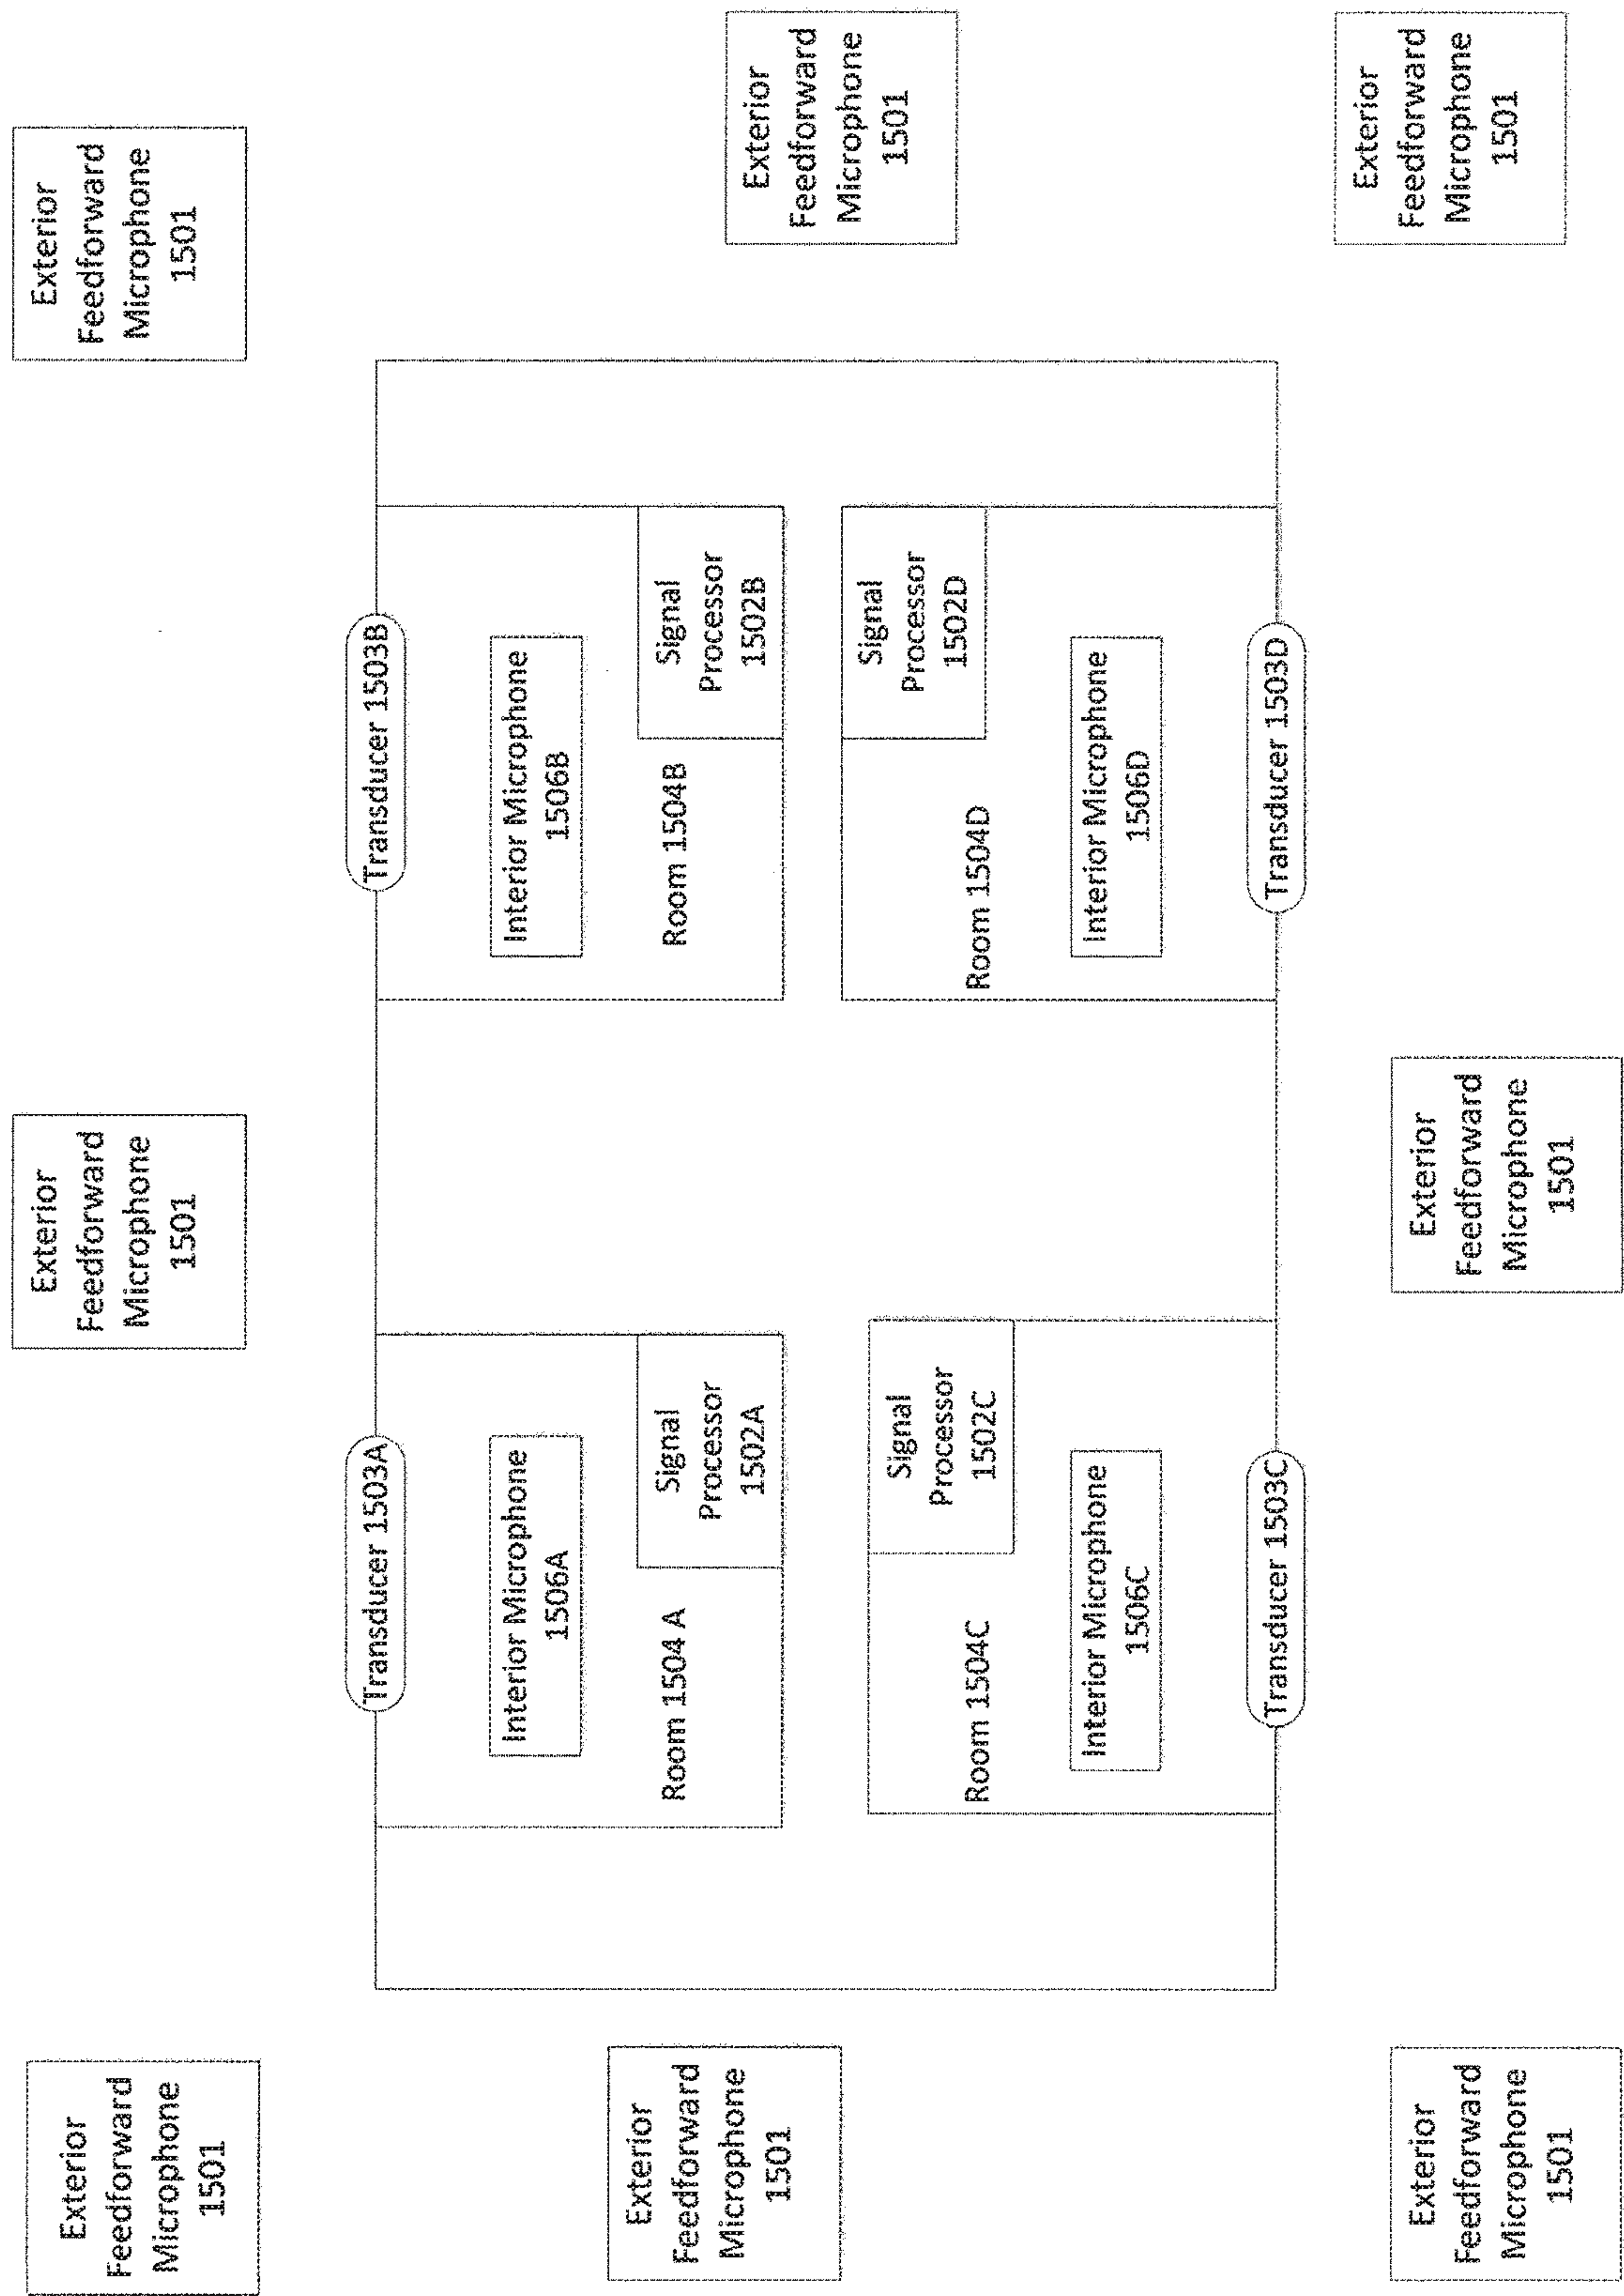 Exterior
Feedforward
Microphone
1501
Exterior
Feedforward
Microphone
1501
Exterior
Feedforward
Microphone
1501
Transducer 1503A
Transducer 1503B
Interior Microphone
1506A
Interior Microphone
1506B
Exterior
Feedforward
Microphone
1501
Room 1504 A
Signal
Processor
1502A
Room 1504B
Signal
Processor
1502B
Exterior
Feedforward
Microphone
1501
Signal
Processor
1502C
Room 1504C
Signal
Processor
1502D
Room 1504D
Interior Microphone
1506C
Interior Microphone
1506D
Transducer 1503C
Transducer 1503D
Exterior
Feedforward
Microphone
1501
Exterior
Feedforward
Microphone
1501
Exterior
Feedforward
Microphone
1501